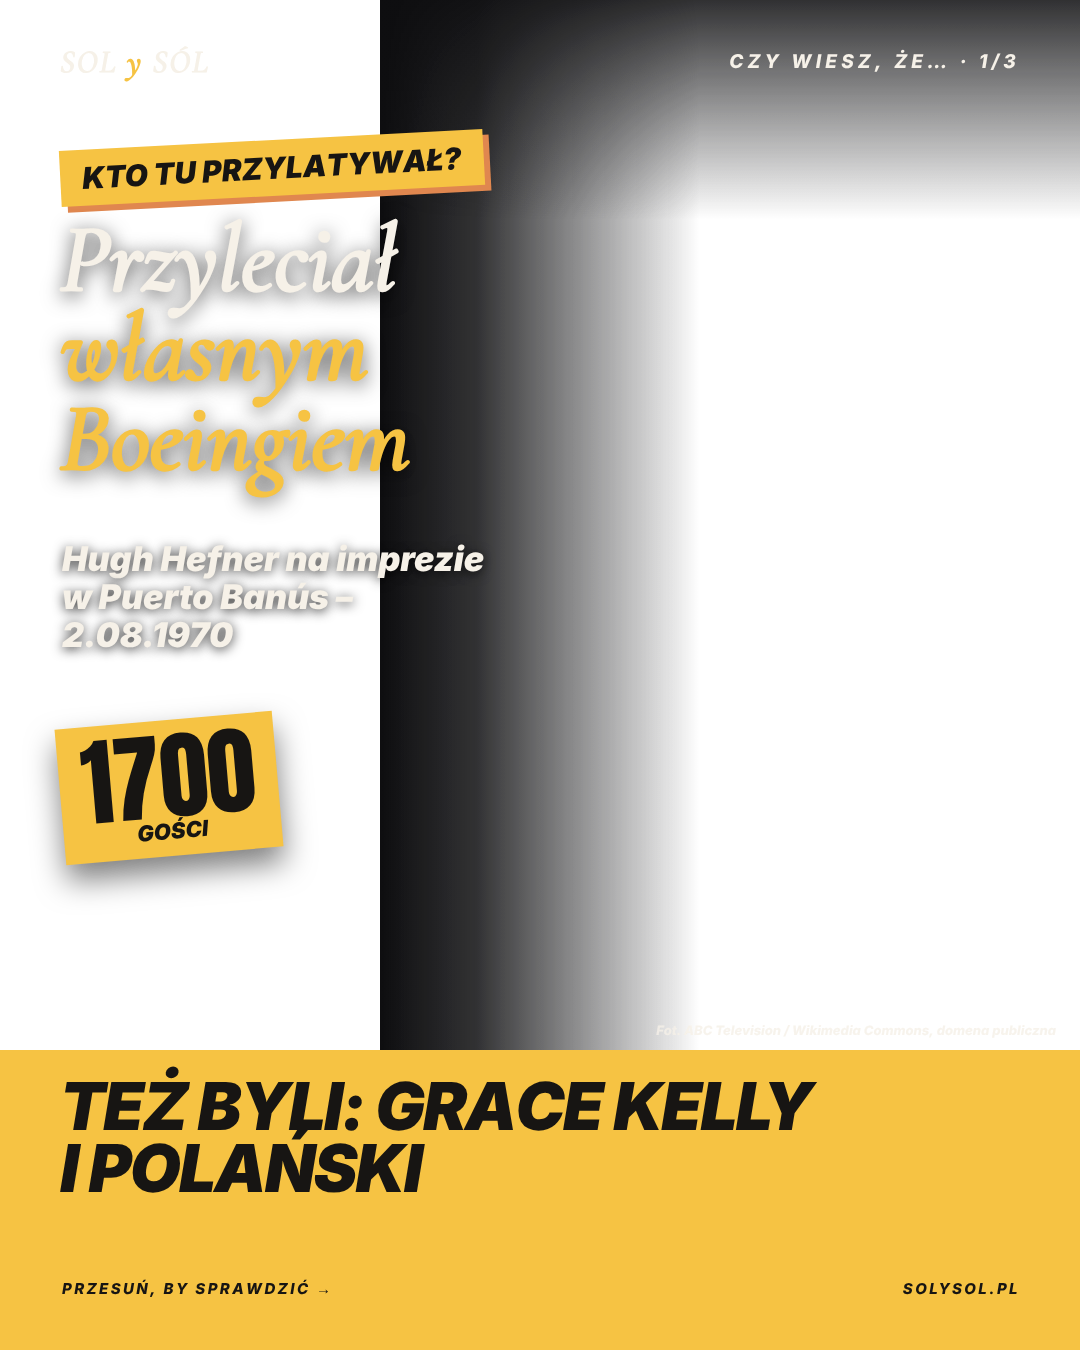 SOL y SÓL
CZY WIESZ, ŻE… · 1/3
KTO TU PRZYLATYWAŁ?
Przyleciał
własnym
Boeingiem
Hugh Hefner na imprezie
w Puerto Banús –
2.08.1970
1700
GOŚCI
Fot. ABC Television / Wikimedia Commons, domena publiczna
TEŻ BYLI: GRACE KELLY
I POLAŃSKI
PRZESUŃ, BY SPRAWDZIĆ →
SOLYSOL.PL